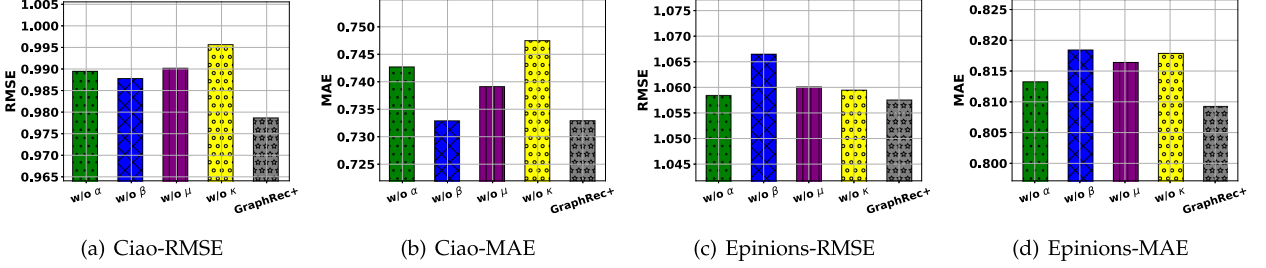 RMSE
1.005
1.000
0.995
0.990
0.985
0.980
0.975
0.970
0.965
w/o α w/o β w/o μ w/o κ GraphRec+
(a) Ciao-RMSE
MAE
0.750
0.745
0.740
0.735
0.730
0.725
w/o α w/o β w/o μ w/o κ GraphRec+
(b) Ciao-MAE
RMSE
1.075
1.070
1.065
1.060
1.055
1.050
1.045
w/o α w/o β w/o μ w/o κ GraphRec+
(c) Epinions-RMSE
MAE
0.825
0.820
0.815
0.810
0.805
0.800
w/o α w/o β w/o μ w/o κ GraphRec+
(d) Epinions-MAE